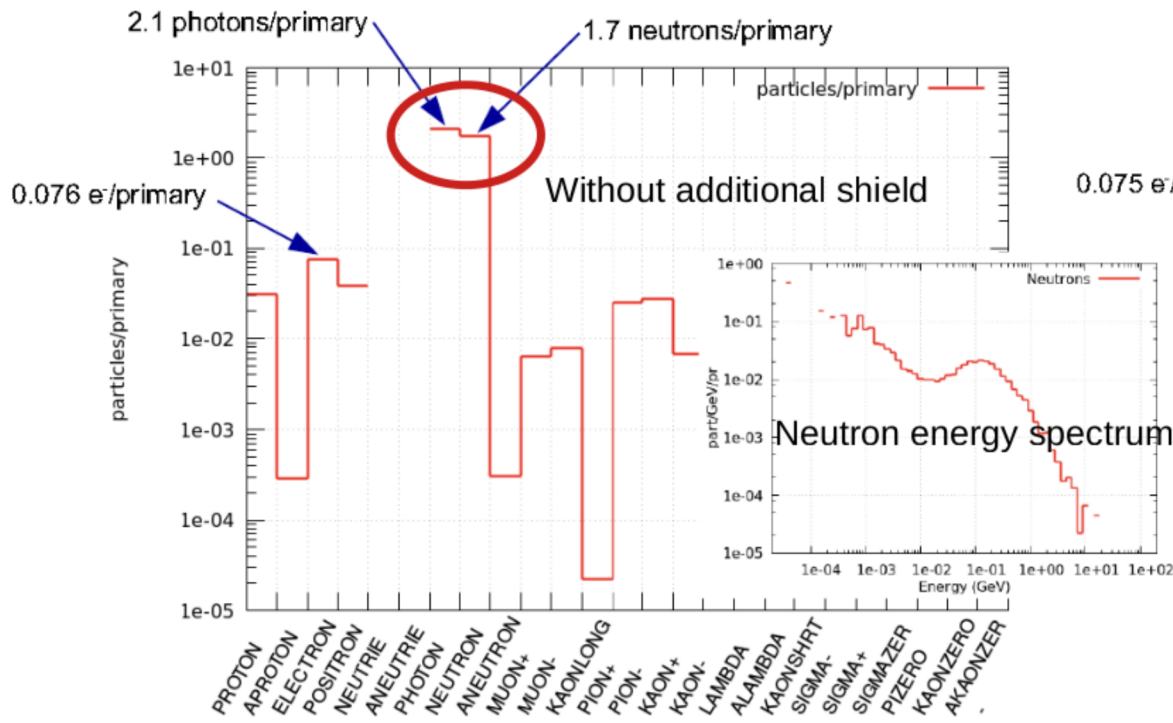 2.1 photons/primary
1.7 neutrons/primary
1e+01
particles/primary
1e+00
Without additional shield
0.076 e-/primary
0.075 e-/
1e-01
particles/primary
1e-02
1e-03
1e-04
1e-05
1e+00
Neutrons
1e-01
1e-02
part/GeV/pr
Neutron energy spectrum
1e-03
1e-04
1e-05
1e-04 1e-03 1e-02 1e-01 1e+00 1e+01 1e+02
Energy (GeV)
PROTON
APROTON
ELECTRON
POSITRON
NEUTRIE
ANEUTRIE
PHOTON
NEUTRON
ANEUTRON
MUON+
MUON-
KAONLONG
PION+
PION-
KAON+
KAON-
LAMBDA
ALAMBDA
KAONSHRT
SIGMA-
SIGMA+
SIGMAZER
PIZERO
KAONZERO
AKAONZER